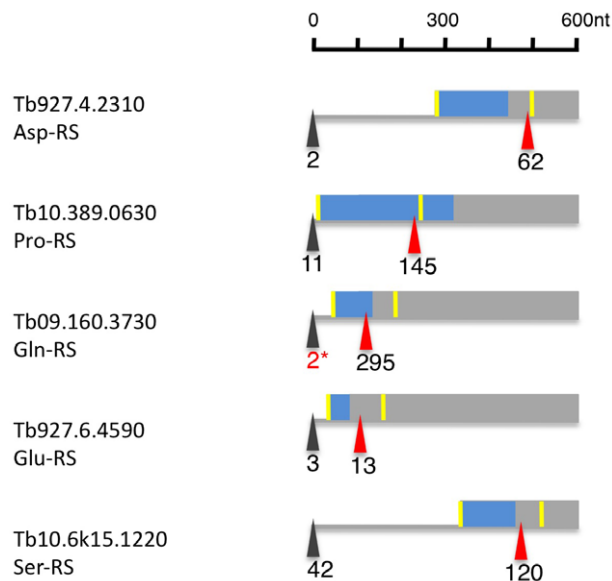 0 300 600nt
Tb927.4.2310
Asp-RS
2 62
Tb10.389.0630
Pro-RS
11 145
Tb09.160.3730
Gln-RS
2* 295
Tb927.6.4590
Glu-RS
3 13
Tb10.6k15.1220
Ser-RS
42 120